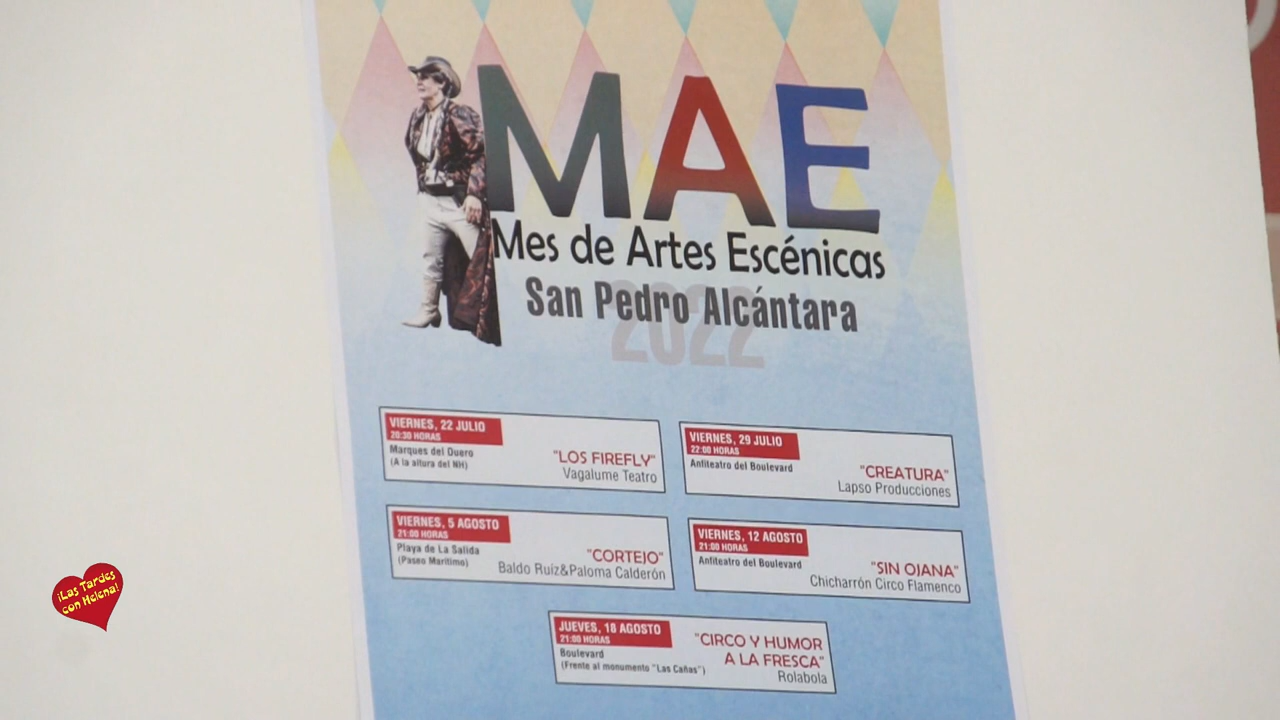 MAE
Mes de Artes Escénicas
San Pedro Alcántara
2022
VIERNES, 22 JULIO
20:30 HORAS
Marques del Duero
(A la altura del NH)
"LOS FIREFLY"
Vagalume Teatro
VIERNES, 29 JULIO
22:00 HORAS
Anfiteatro del Boulevard
"CREATURA"
Lapso Producciones
VIERNES, 5 AGOSTO
21:00 HORAS
Playa de La Salida
(Paseo Marítimo)
"CORTEJO"
Baldo Ruiz&Paloma Calderón
VIERNES, 12 AGOSTO
21:00 HORAS
Anfiteatro del Boulevard
"SIN OJANA"
Chicharrón Circo Flamenco
JUEVES, 18 AGOSTO
21:00 HORAS
Boulevard
(Frente al monumento "Las Cañas")
"CIRCO Y HUMOR
A LA FRESCA"
Rolabola
¡Las Tardes
con Helena!